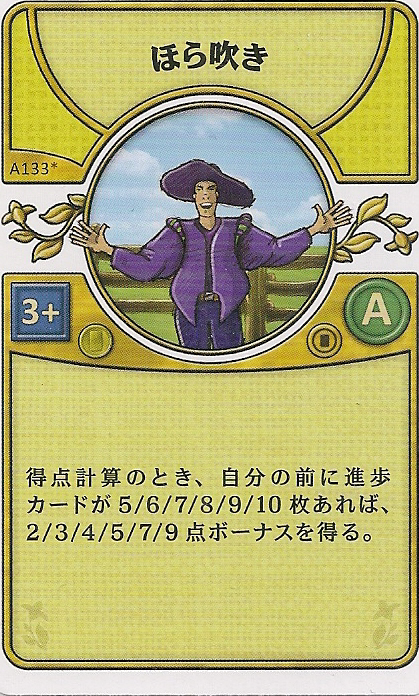 ほら吹き
A133*
3+
A
得点計算のとき、自分の前に進歩
カードが 5/6/7/8/9/10 枚あれば、
2/3/4/5/7/9 点ボーナスを得る。